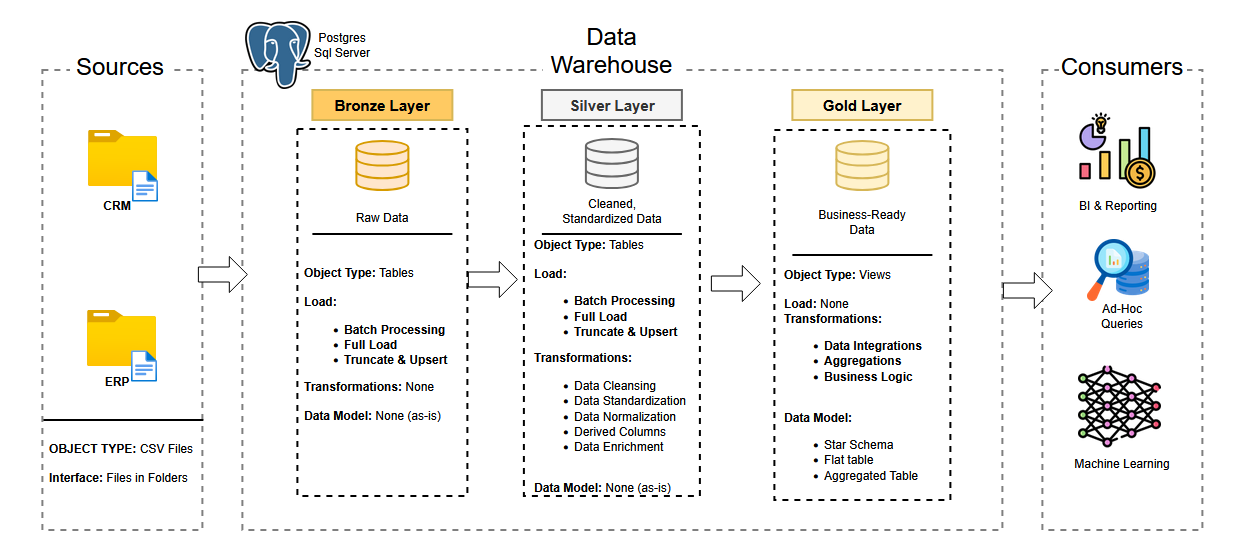 Sources
CRM
ERP
OBJECT TYPE: CSV Files
Interface: Files in Folders
Postgres
Sql Server
Data
Warehouse
Bronze Layer
Raw Data
Object Type: Tables
Load:
• Batch Processing
• Full Load
• Truncate & Upsert
Transformations: None
Data Model: None (as-is)
Silver Layer
Cleaned,
Standardized Data
Object Type: Tables
Load:
• Batch Processing
• Full Load
• Truncate & Upsert
Transformations:
• Data Cleansing
• Data Standardization
• Data Normalization
• Derived Columns
• Data Enrichment
Data Model: None (as-is)
Gold Layer
Business-Ready
Data
Object Type: Views
Load: None
Transformations:
• Data Integrations
• Aggregations
• Business Logic
Data Model:
• Star Schema
• Flat table
• Aggregated Table
Consumers
BI & Reporting
Ad-Hoc
Queries
Machine Learning